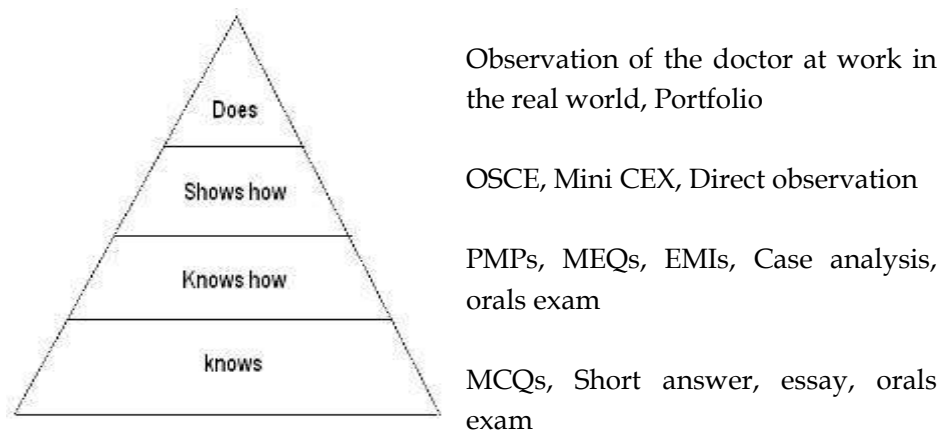 Does
Shows how
Knows how
knows
Observation of the doctor at work in
the real world, Portfolio
OSCE, Mini CEX, Direct observation
PMPs, MEQs, EMIs, Case analysis,
orals exam
MCQs, Short answer, essay, orals
exam